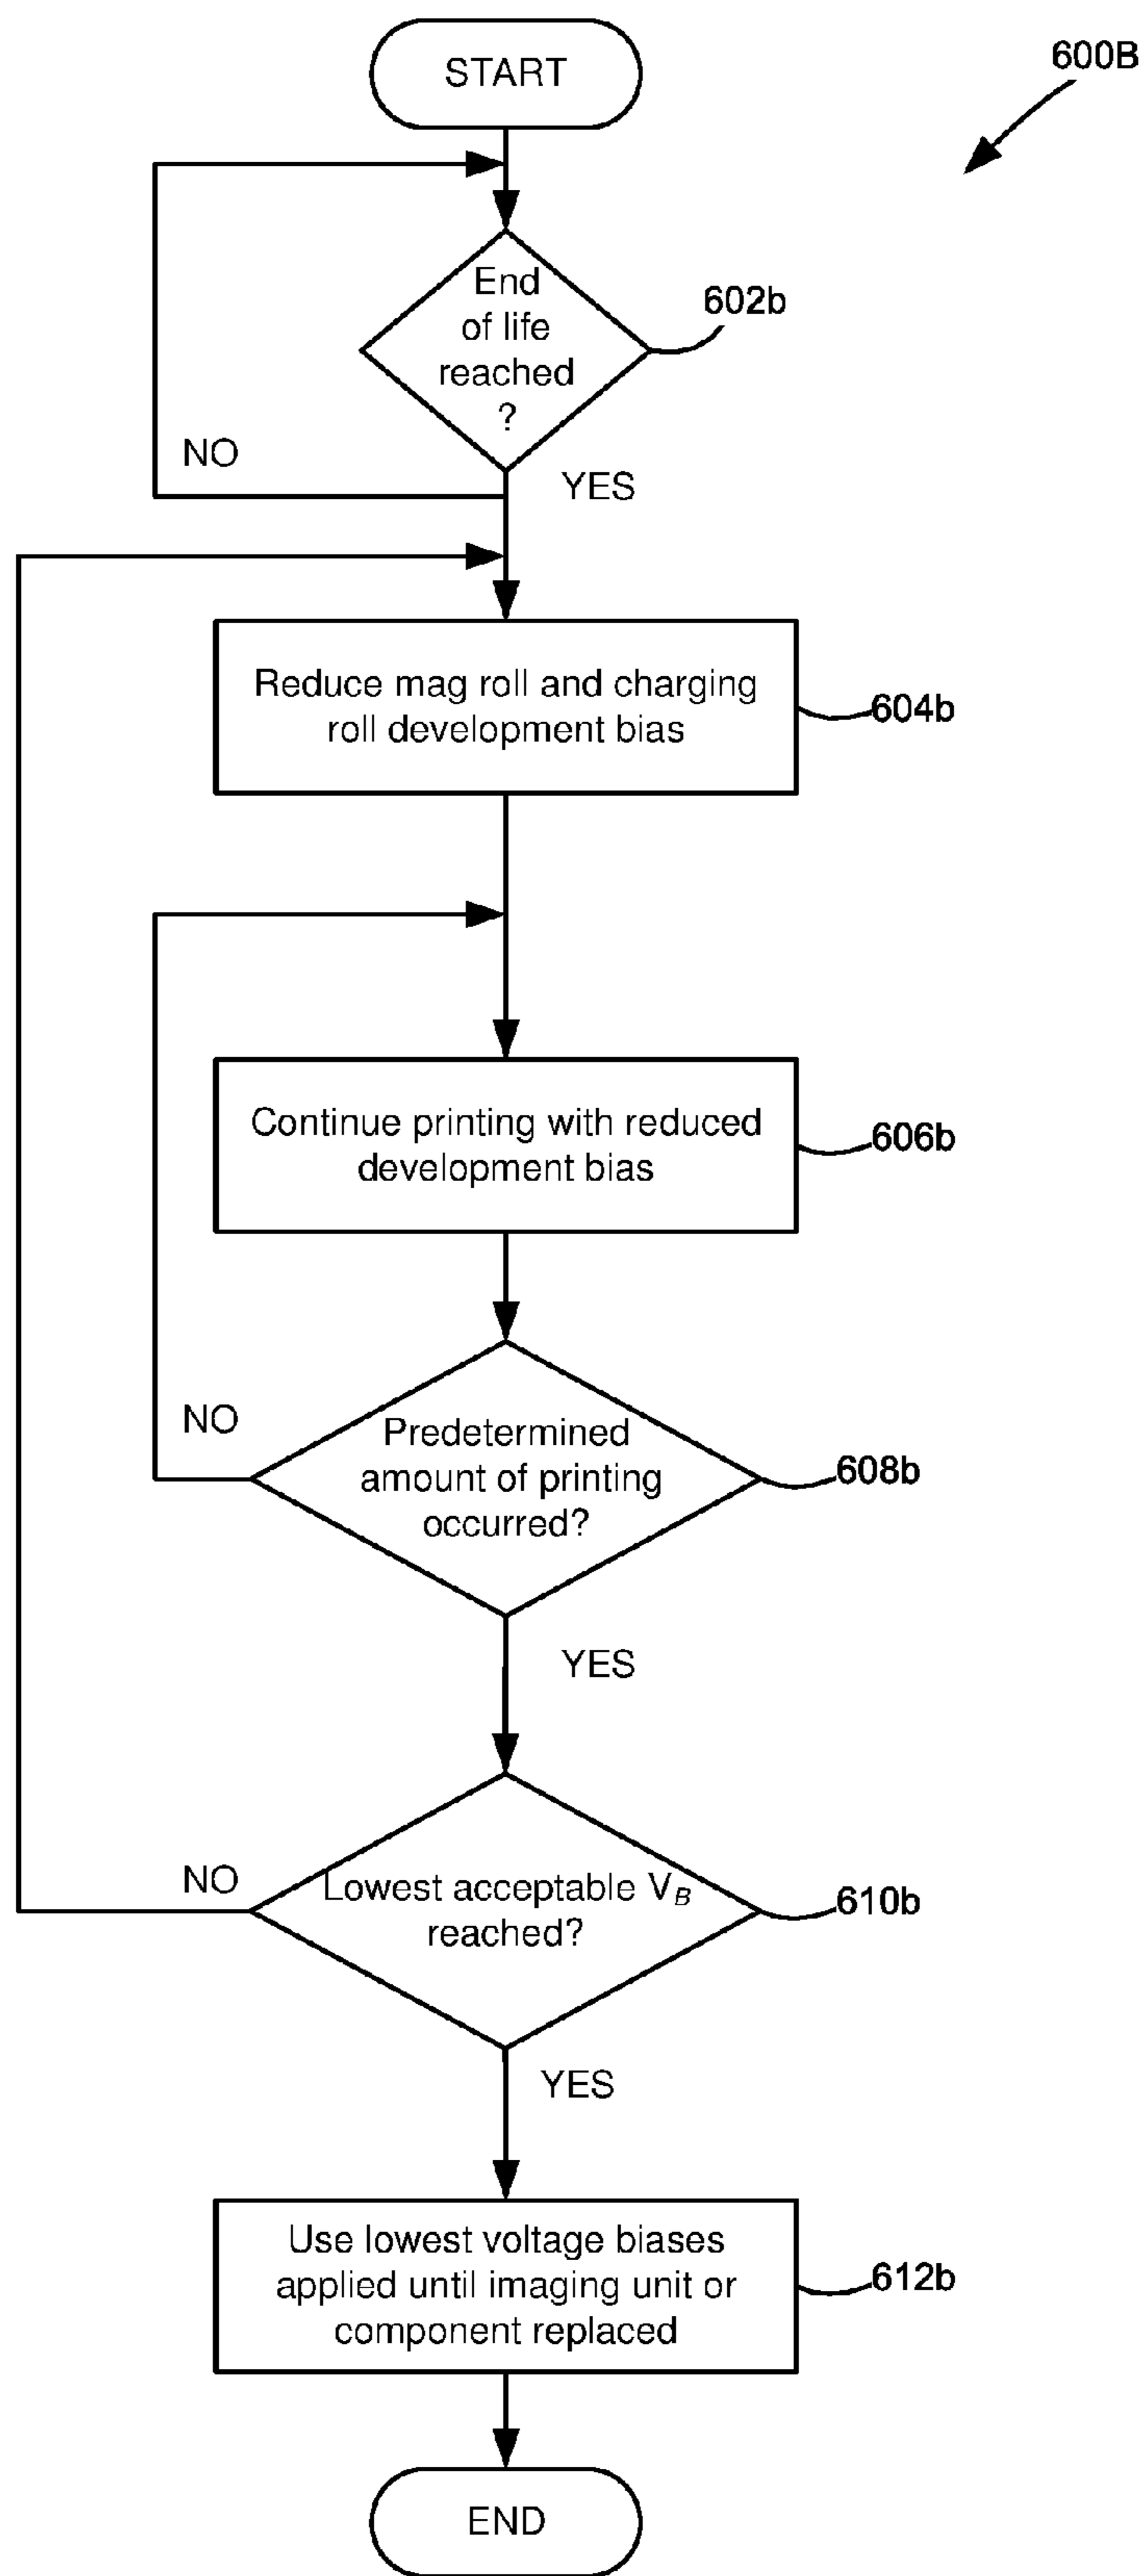 START
600B
End
of life
reached
?
602b
NO
YES
Reduce mag roll and charging
roll development bias
604b
Continue printing with reduced
development bias
606b
NO
Predetermined
amount of printing
occurred?
608b
YES
NO
Lowest acceptable V_B
reached?
610b
YES
Use lowest voltage biases
applied until imaging unit or
component replaced
612b
END